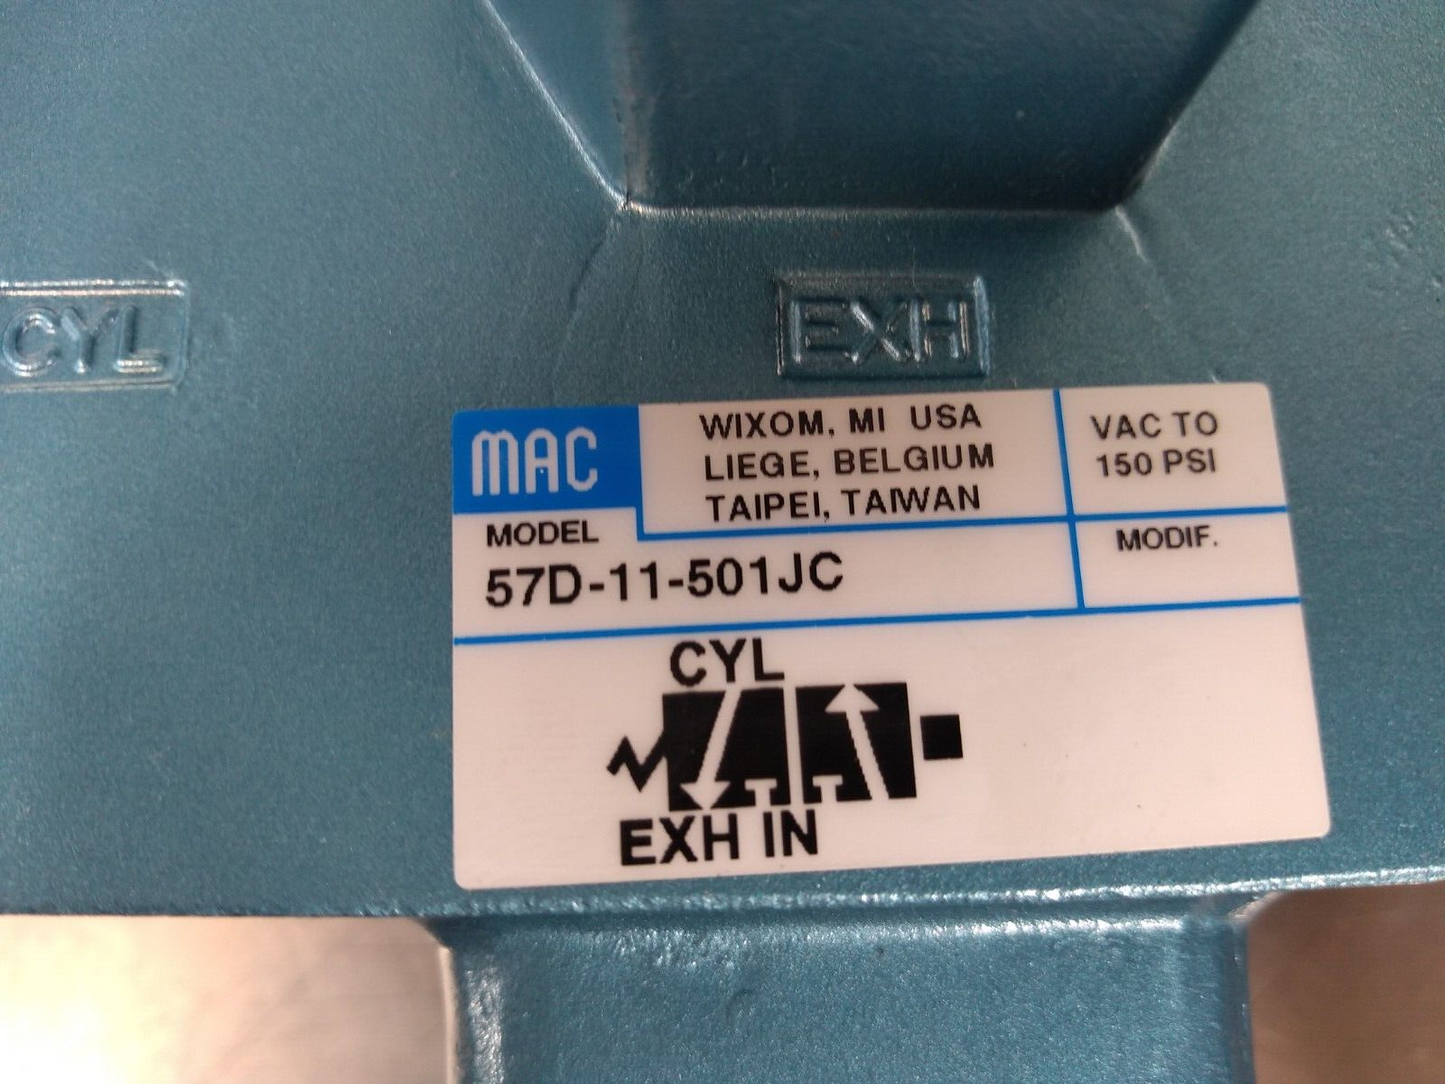 CYL
EXH
MAC
WIXOM, MI USA
LIEGE, BELGIUM
TAIPEI, TAIWAN
VAC TO
150 PSI
MODEL
57D-11-501JC
MODIF.
CYL
EXH IN